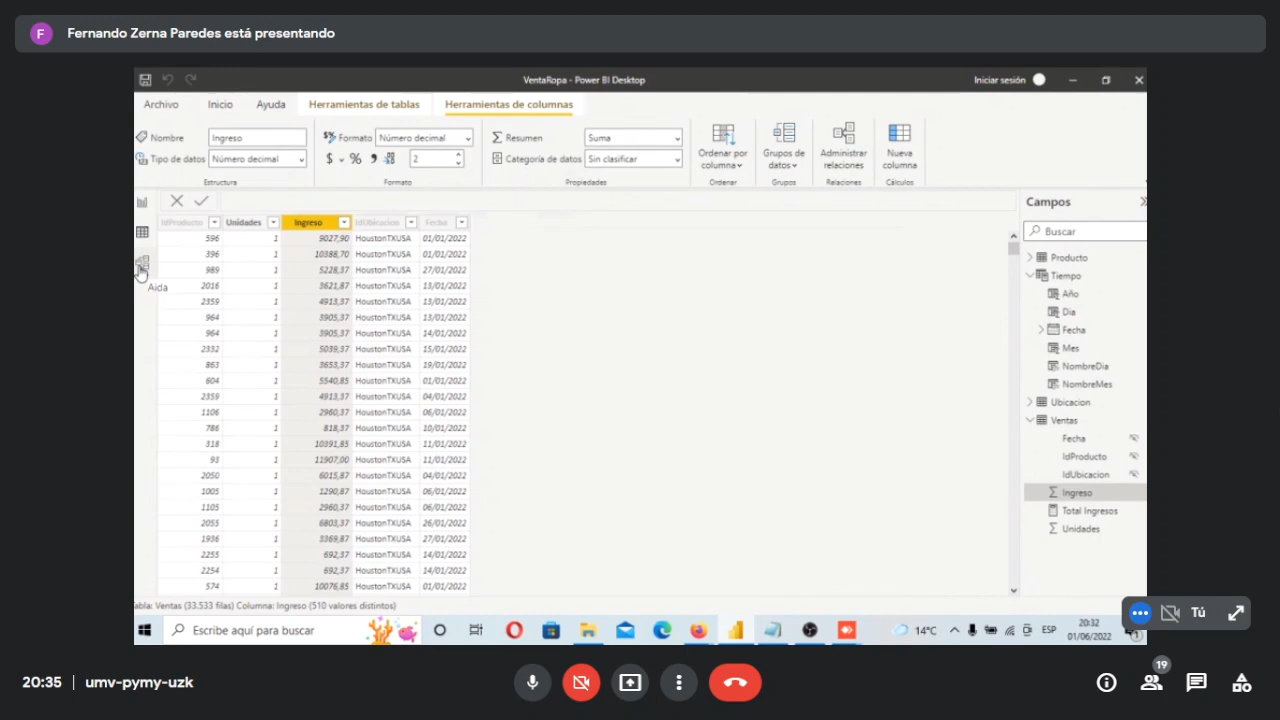 F Fernando Zerna Paredes está presentando
VentaRopa - Power BI Desktop
Iniciar sesión
Archivo Inicio Ayuda Herramientas de tablas Herramientas de columnas
Nombre Ingreso
Formato Número decimal
Resumen Suma
Tipo de datos Número decimal
$ % 2
Categoría de datos Sin clasificar
Ordenar por columna
Grupos de datos
Administrar relaciones
Nueva columna
Estructura Formato Propiedades Ordenar Grupos Relaciones Cálculos
IdProducto Unidades Ingreso IdUbicacion Fecha
596 1 9027,90 HoustonTXUSA 01/01/2022
396 1 10388,70 HoustonTXUSA 01/01/2022
989 1 5228,37 HoustonTXUSA 27/01/2022
2016 1 3621,87 HoustonTXUSA 13/01/2022
2359 1 4913,37 HoustonTXUSA 13/01/2022
964 1 3905,37 HoustonTXUSA 13/01/2022
964 1 3905,37 HoustonTXUSA 14/01/2022
2332 1 5039,37 HoustonTXUSA 15/01/2022
863 1 3653,37 HoustonTXUSA 19/01/2022
604 1 5540,85 HoustonTXUSA 01/01/2022
2359 1 4913,37 HoustonTXUSA 04/01/2022
1106 1 2960,37 HoustonTXUSA 06/01/2022
786 1 818,37 HoustonTXUSA 10/01/2022
318 1 10391,85 HoustonTXUSA 11/01/2022
93 1 11907,00 HoustonTXUSA 11/01/2022
2050 1 6015,87 HoustonTXUSA 04/01/2022
1005 1 1290,87 HoustonTXUSA 06/01/2022
1105 1 2960,37 HoustonTXUSA 06/01/2022
2055 1 6803,37 HoustonTXUSA 26/01/2022
1936 1 3369,87 HoustonTXUSA 27/01/2022
2255 1 692,37 HoustonTXUSA 14/01/2022
2254 1 692,37 HoustonTXUSA 14/01/2022
574 1 10076,85 HoustonTXUSA 01/01/2022
Campos
Buscar
Producto
Tiempo
Año
Dia
Fecha
Mes
NombreDia
NombreMes
Ubicacion
Ventas
Fecha
IdProducto
IdUbicacion
Ingreso
Total Ingresos
Unidades
abla: Ventas (33.533 filas) Columna: Ingreso (510 valores distintos)
Tú
Escribe aquí para buscar
14°C
ESP
20:32
01/06/2022
1
20:35 | umv-pymy-uzk
19